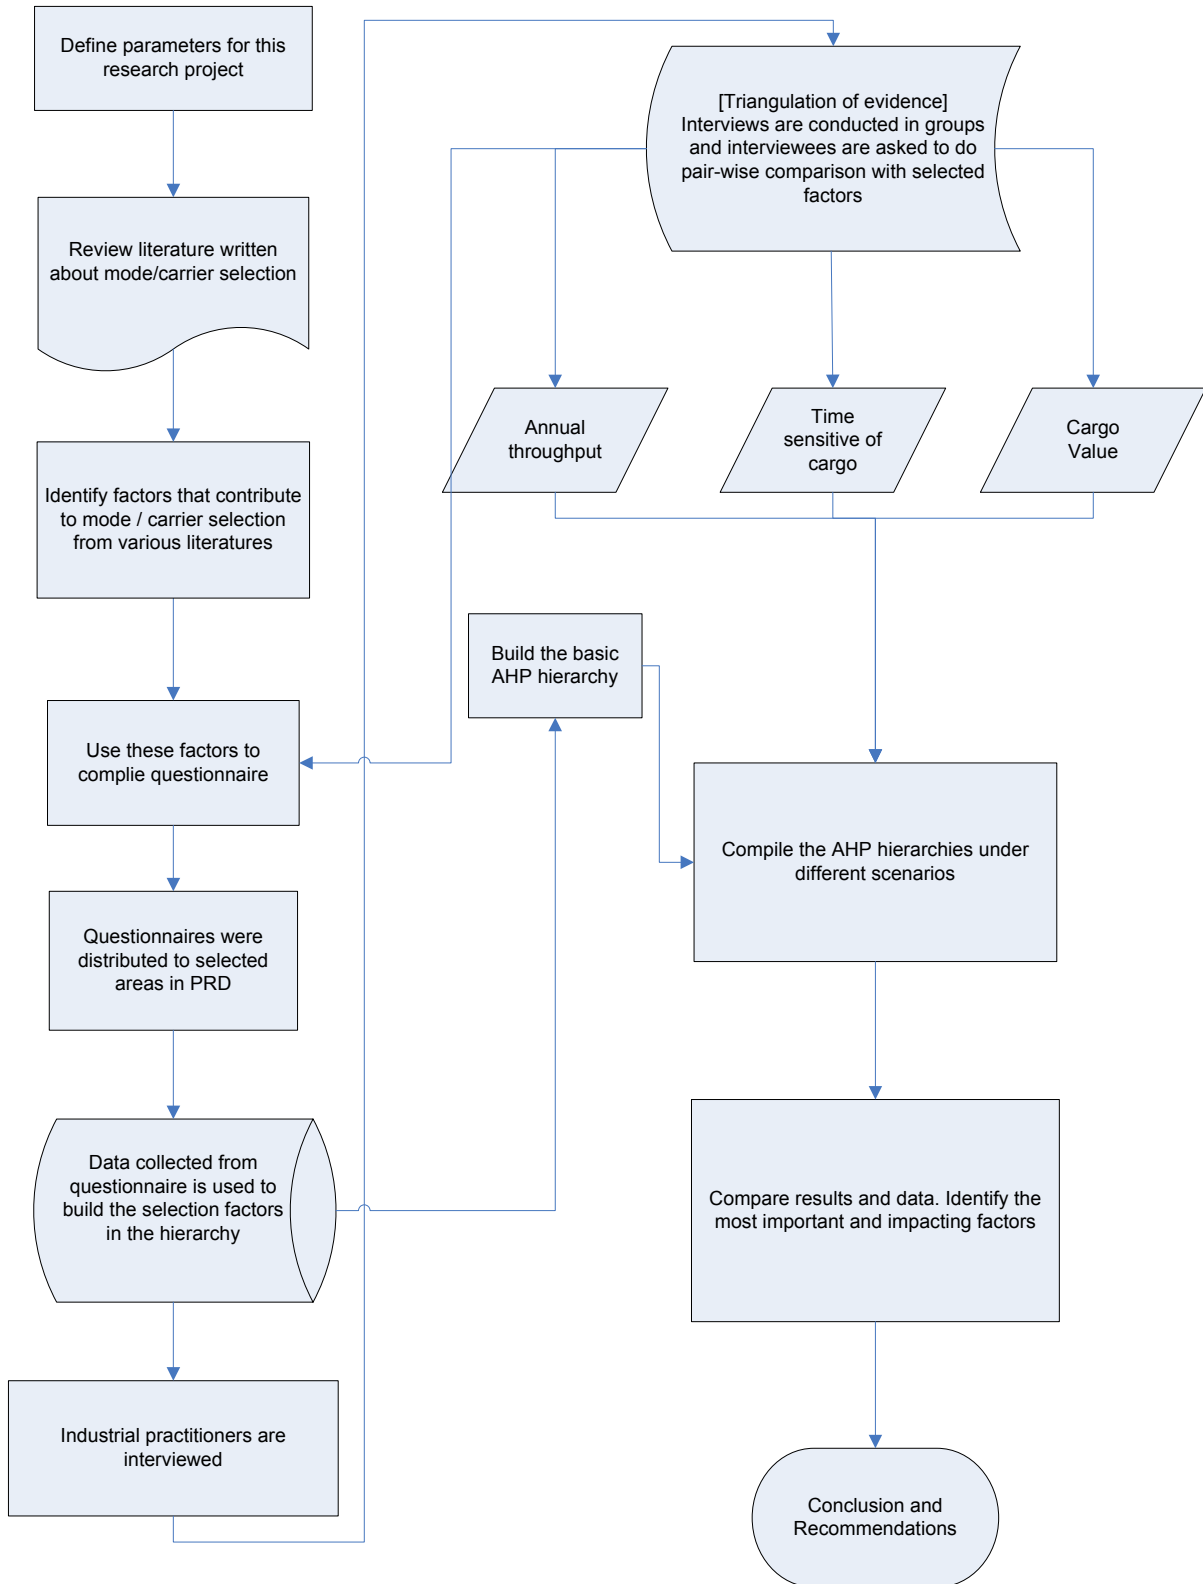 Define parameters for this
research project
Review literature written
about mode/carrier selection
Identify factors that contribute
to mode / carrier selection
from various literatures
Use these factors to
complie questionnaire
Questionnaires were
distributed to selected
areas in PRD
Data collected from
questionnaire is used to
build the selection factors
in the hierarchy
Industrial practitioners are
interviewed
[Triangulation of evidence]
Interviews are conducted in groups
and interviewees are asked to do
pair-wise comparison with selected
factors
Annual
throughput
Time
sensitive of
cargo
Cargo
Value
Build the basic
AHP hierarchy
Compile the AHP hierarchies under
different scenarios
Compare results and data. Identify the
most important and impacting factors
Conclusion and
Recommendations